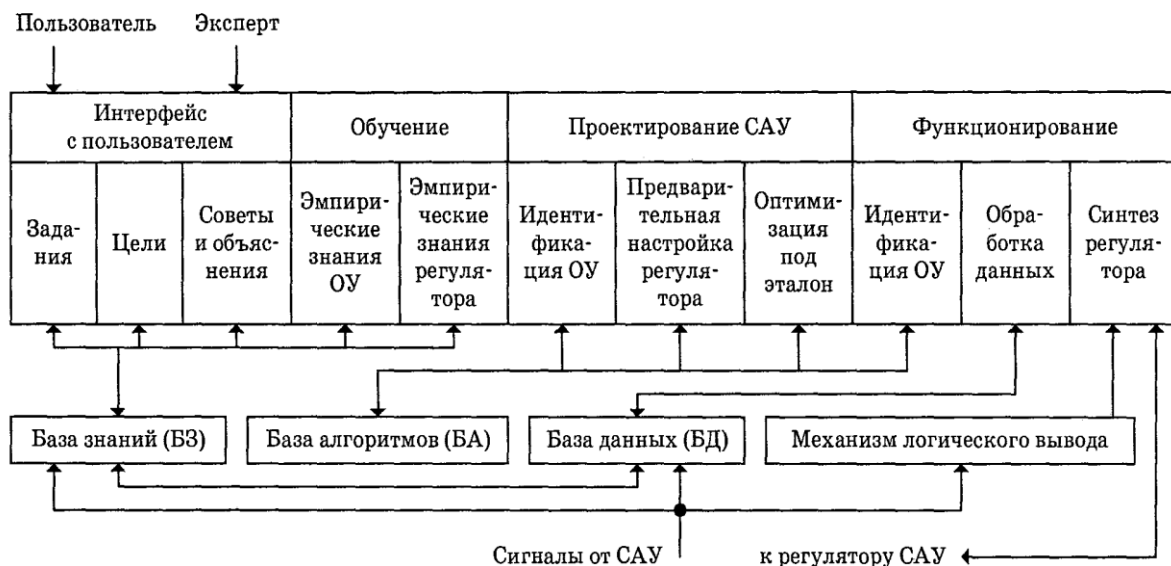 Пользователь Эксперт
Интерфейс
с пользователем
Обучение
Проектирование САУ
Функционирование
Зада-
ния
Цели
Советы
и объяс-
нения
Эмпири-
ческие
знания
ОУ
Эмпири-
ческие
знания
регуля-
тора
Иденти-
фика-
ция ОУ
Предвари-
тельная
настройка
регуля-
тора
Оптими-
зация
под
эталон
Иденти-
фика-
ция ОУ
Обра-
ботка
данных
Синтез
регуля-
тора
База знаний (БЗ)
База алгоритмов (БА)
База данных (БД)
Механизм логического вывода
Сигналы от САУ
к регулятору САУ